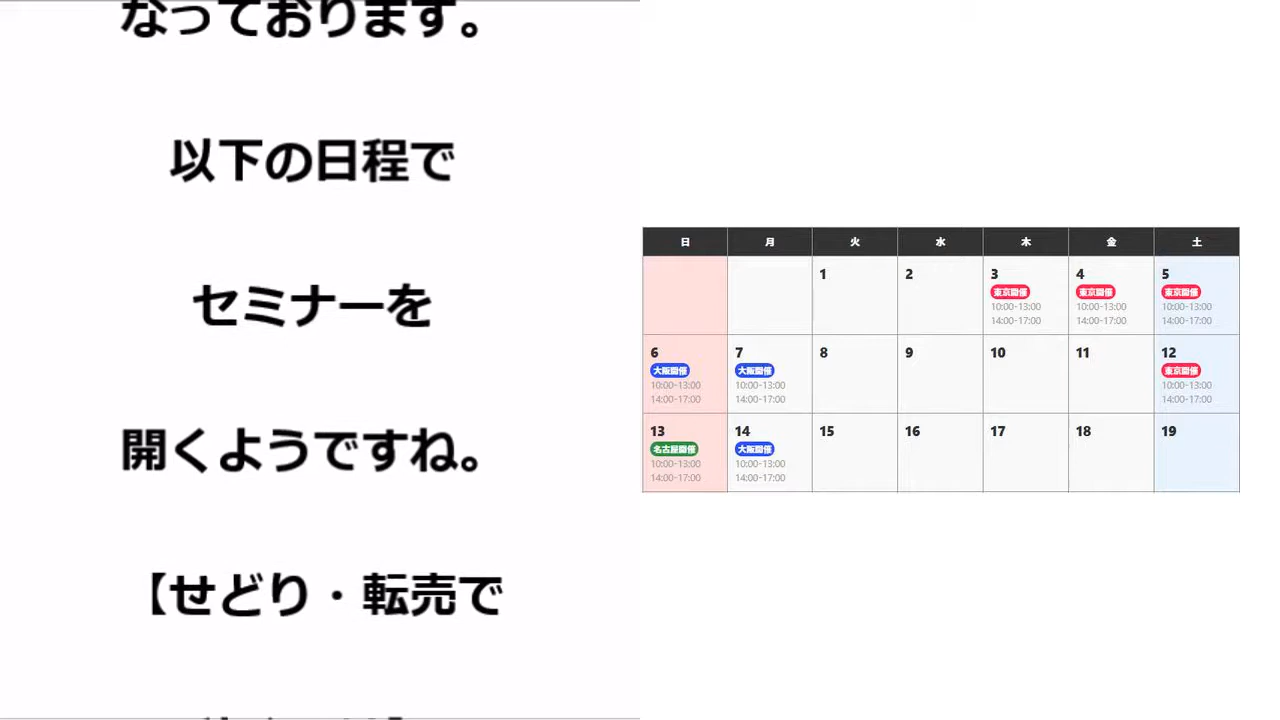 なっております。
以下の日程で
セミナーを
開くようですね。
【せどり・転売で
日 月 火 水 木 金 土
1 2 3 4 5
東京開催 東京開催 東京開催
10:00-13:00 10:00-13:00 10:00-13:00
14:00-17:00 14:00-17:00 14:00-17:00
6 7 8 9 10 11 12
大阪開催 大阪開催 東京開催
10:00-13:00 10:00-13:00 10:00-13:00
14:00-17:00 14:00-17:00 14:00-17:00
13 14 15 16 17 18 19
名古屋開催 大阪開催
10:00-13:00 10:00-13:00
14:00-17:00 14:00-17:00